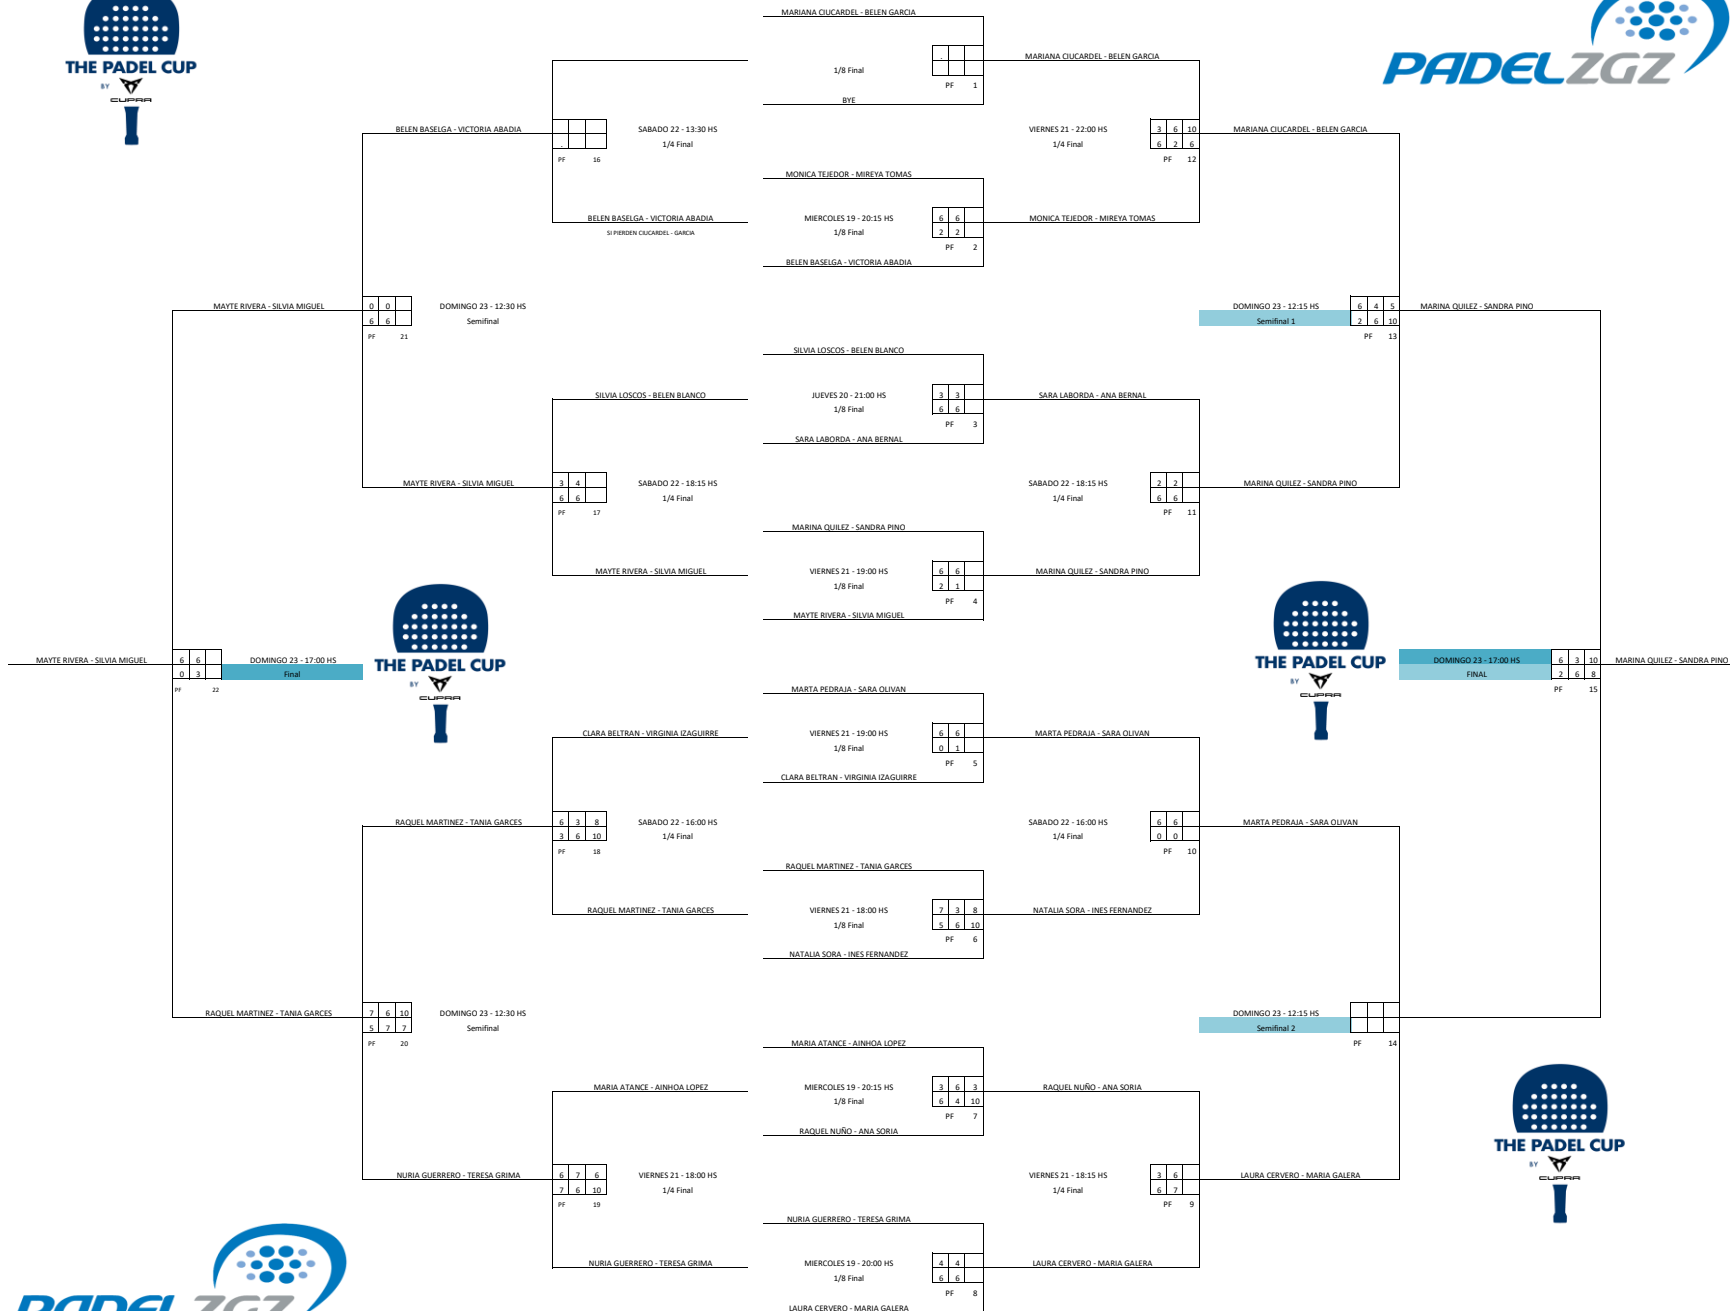 MARIANA CIUCARDEL - BELEN GARCIA
THE PADEL CUP
BY
CUPRA
PADELZGZ
. MARIANA CIUCARDEL - BELEN GARCIA
1/8 Final
PF 1
BYE
BELEN BASELGA - VICTORIA ABADIA SABADO 22 - 13:30 HS VIERNES 21 - 22:00 HS 3 6 10 MARIANA CIUCARDEL - BELEN GARCIA
. 1/4 Final 1/4 Final 6 2 6
PF 16 PF 12
MONICA TEJEDOR - MIREYA TOMAS
BELEN BASELGA - VICTORIA ABADIA MIERCOLES 19 - 20:15 HS 6 6 MONICA TEJEDOR - MIREYA TOMAS
SI PIERDEN CIUCARDEL - GARCIA 1/8 Final 2 2
PF 2
BELEN BASELGA - VICTORIA ABADIA
MAYTE RIVERA - SILVIA MIGUEL 0 0 DOMINGO 23 - 12:30 HS DOMINGO 23 - 12:15 HS 6 4 5 MARINA QUILEZ - SANDRA PINO
6 6 Semifinal Semifinal 1 2 6 10
PF 21 PF 13
SILVIA LOSCOS - BELEN BLANCO
SILVIA LOSCOS - BELEN BLANCO JUEVES 20 - 21:00 HS 3 3 SARA LABORDA - ANA BERNAL
1/8 Final 6 6
PF 3
SARA LABORDA - ANA BERNAL
MAYTE RIVERA - SILVIA MIGUEL 3 4 SABADO 22 - 18:15 HS SABADO 22 - 18:15 HS 2 2 MARINA QUILEZ - SANDRA PINO
6 6 1/4 Final 1/4 Final 6 6
PF 17 PF 11
MARINA QUILEZ - SANDRA PINO
MAYTE RIVERA - SILVIA MIGUEL VIERNES 21 - 19:00 HS 6 6 MARINA QUILEZ - SANDRA PINO
1/8 Final 2 1
PF 4
MAYTE RIVERA - SILVIA MIGUEL
MAYTE RIVERA - SILVIA MIGUEL 6 6 DOMINGO 23 - 17:00 HS THE PADEL CUP THE PADEL CUP DOMINGO 23 - 17:00 HS 6 3 10 MARINA QUILEZ - SANDRA PINO
0 3 Final BY BY FINAL 2 6 8
PF 22 CUPRA CUPRA PF 15
MARTA PEDRAJA - SARA OLIVAN
CLARA BELTRAN - VIRGINIA IZAGUIRRE VIERNES 21 - 19:00 HS 6 6 MARTA PEDRAJA - SARA OLIVAN
1/8 Final 0 1
PF 5
CLARA BELTRAN - VIRGINIA IZAGUIRRE
RAQUEL MARTINEZ - TANIA GARCES 6 3 8 SABADO 22 - 16:00 HS SABADO 22 - 16:00 HS 6 6 MARTA PEDRAJA - SARA OLIVAN
3 6 10 1/4 Final 1/4 Final 0 0
PF 18 PF 10
RAQUEL MARTINEZ - TANIA GARCES
RAQUEL MARTINEZ - TANIA GARCES VIERNES 21 - 18:00 HS 7 3 8 NATALIA SORA - INES FERNANDEZ
1/8 Final 5 6 10
PF 6
NATALIA SORA - INES FERNANDEZ
RAQUEL MARTINEZ - TANIA GARCES 7 6 10 DOMINGO 23 - 12:30 HS DOMINGO 23 - 12:15 HS
5 7 7 Semifinal Semifinal 2
PF 20 PF 14
MARIA ATANCE - AINHOA LOPEZ
MARIA ATANCE - AINHOA LOPEZ MIERCOLES 19 - 20:15 HS 3 6 3 RAQUEL NUÑO - ANA SORIA
1/8 Final 6 4 10
PF 7
RAQUEL NUÑO - ANA SORIA
THE PADEL CUP
BY
CUPRA
NURIA GUERRERO - TERESA GRIMA 6 7 6 VIERNES 21 - 18:00 HS VIERNES 21 - 18:15 HS 3 6 LAURA CERVERO - MARIA GALERA
7 6 10 1/4 Final 1/4 Final 6 7
PF 19 PF 9
NURIA GUERRERO - TERESA GRIMA
NURIA GUERRERO - TERESA GRIMA MIERCOLES 19 - 20:00 HS 4 4 LAURA CERVERO - MARIA GALERA
1/8 Final 6 6
PF 8
PADELZGZ
LAURA CERVERO - MARIA GALERA